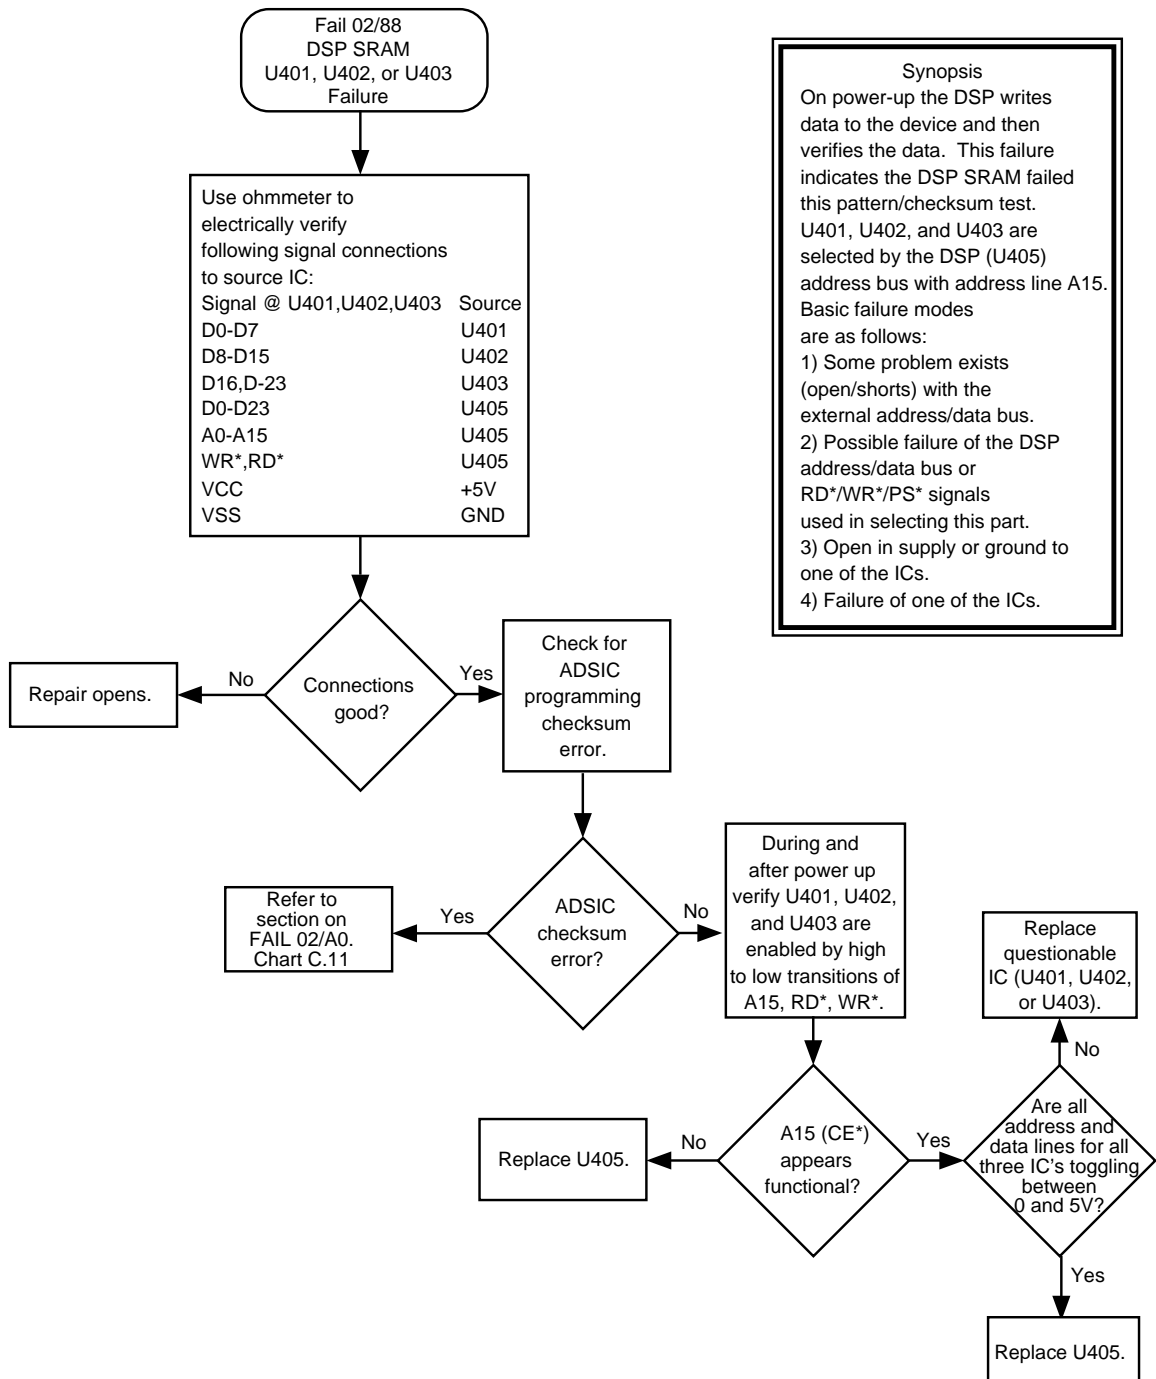 Fail 02/88
DSP SRAM
U401, U402, or U403
Failure
Synopsis
On power-up the DSP writes
data to the device and then
verifies the data.  This failure
indicates the DSP SRAM failed
this pattern/checksum test.
U401, U402, and U403 are
selected by the DSP (U405)
address bus with address line A15.
Basic failure modes
are as follows:
1) Some problem exists
(open/shorts) with the
external address/data bus.
2) Possible failure of the DSP
address/data bus or
RD*/WR*/PS* signals
used in selecting this part.
3) Open in supply or ground to
one of the ICs.
4) Failure of one of the ICs.
Use ohmmeter to
electrically verify
following signal connections
to source IC:
Signal @ U401,U402,U403 Source
D0-D7 U401
D8-D15 U402
D16,D-23 U403
D0-D23 U405
A0-A15 U405
WR*,RD* U405
VCC +5V
VSS GND
Connections
good?
No
Repair opens.
Yes
Check for
ADSIC
programming
checksum
error.
ADSIC
checksum
error?
Yes
Refer to
section on
FAIL 02/A0.
Chart C.11
No
During and
after power up
verify U401, U402,
and U403 are
enabled by high
to low transitions of
A15, RD*, WR*.
A15 (CE*)
appears
functional?
No
Replace U405.
Yes
Are all
address and
data lines for all
three IC's toggling
between
0 and 5V?
No
Replace
questionable
IC (U401, U402,
or U403).
Yes
Replace U405.